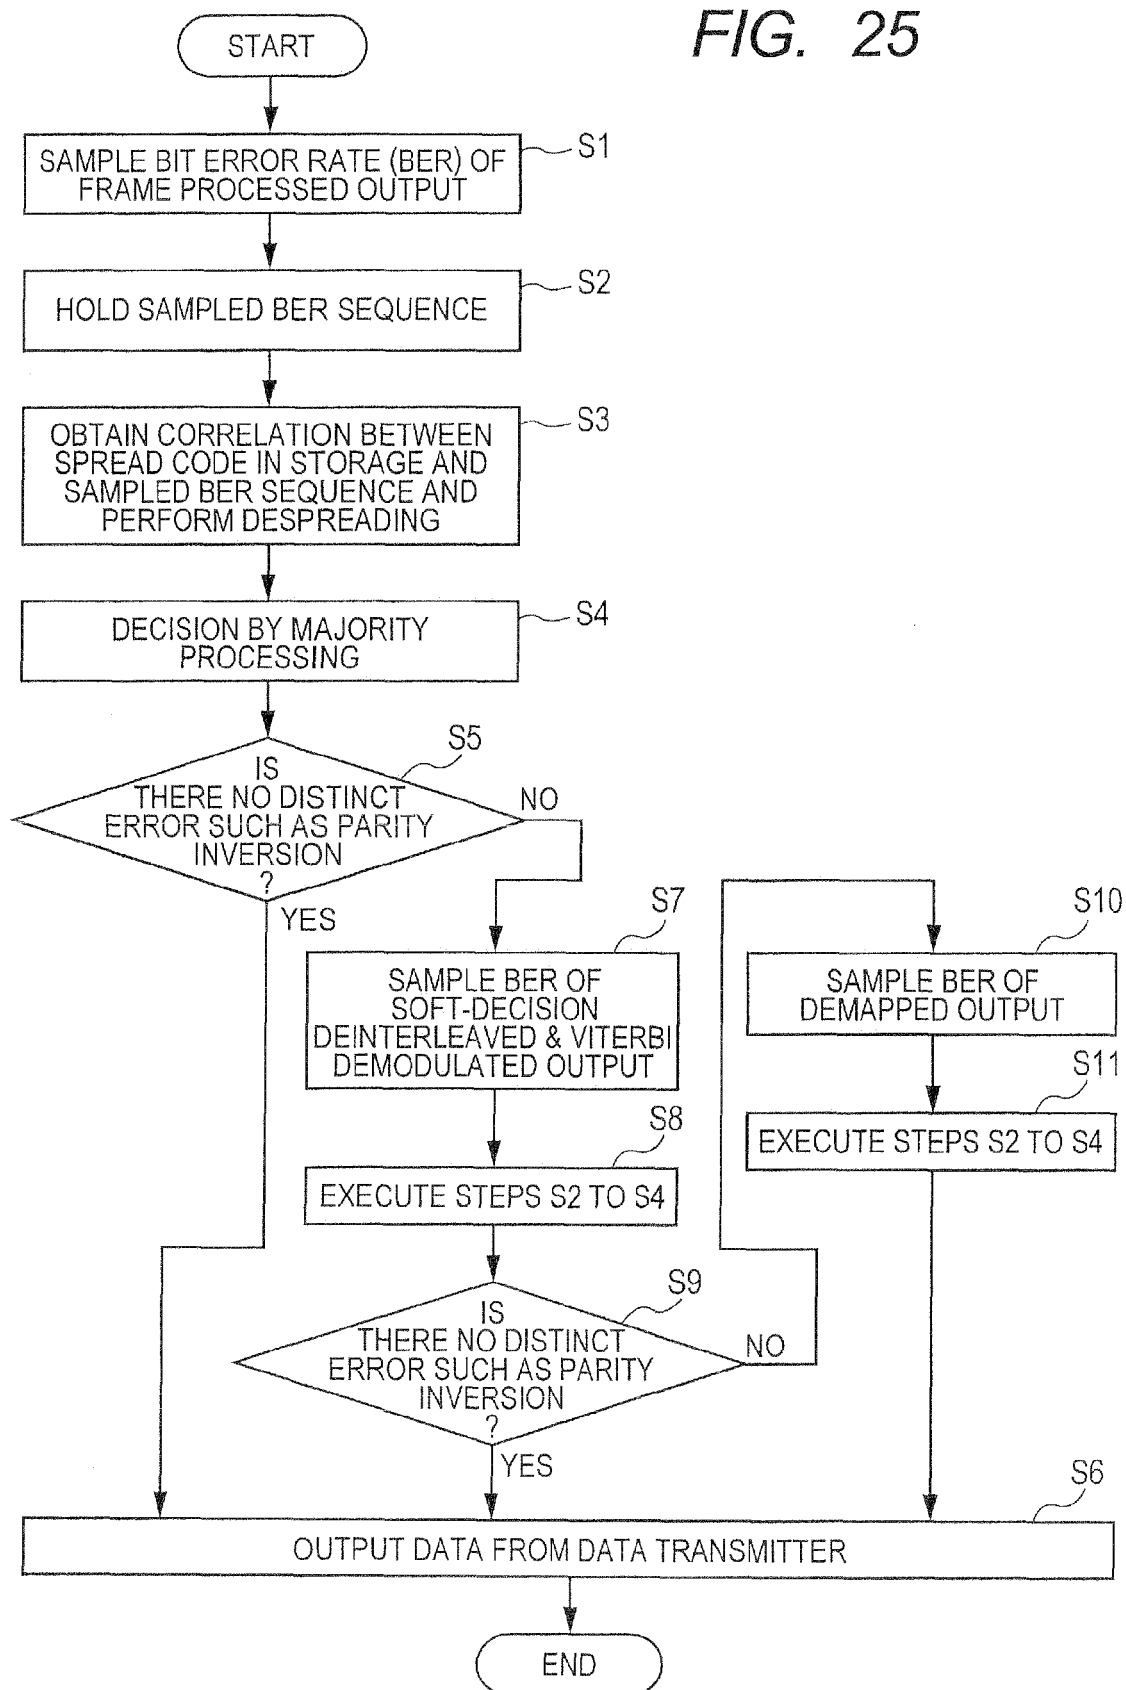 FIG. 25
START
S1
SAMPLE BIT ERROR RATE (BER) OF
FRAME PROCESSED OUTPUT
S2
HOLD SAMPLED BER SEQUENCE
S3
OBTAIN CORRELATION BETWEEN
SPREAD CODE IN STORAGE AND
SAMPLED BER SEQUENCE AND
PERFORM DESPREADING
S4
DECISION BY MAJORITY
PROCESSING
S5
IS
THERE NO DISTINCT
ERROR SUCH AS PARITY
INVERSION
?
NO
YES
S7
SAMPLE BER OF
SOFT-DECISION
DEINTERLEAVED & VITERBI
DEMODULATED OUTPUT
S8
EXECUTE STEPS S2 TO S4
S9
IS
THERE NO DISTINCT
ERROR SUCH AS PARITY
INVERSION
?
NO
YES
S10
SAMPLE BER OF
DEMAPPED OUTPUT
S11
EXECUTE STEPS S2 TO S4
S6
OUTPUT DATA FROM DATA TRANSMITTER
END